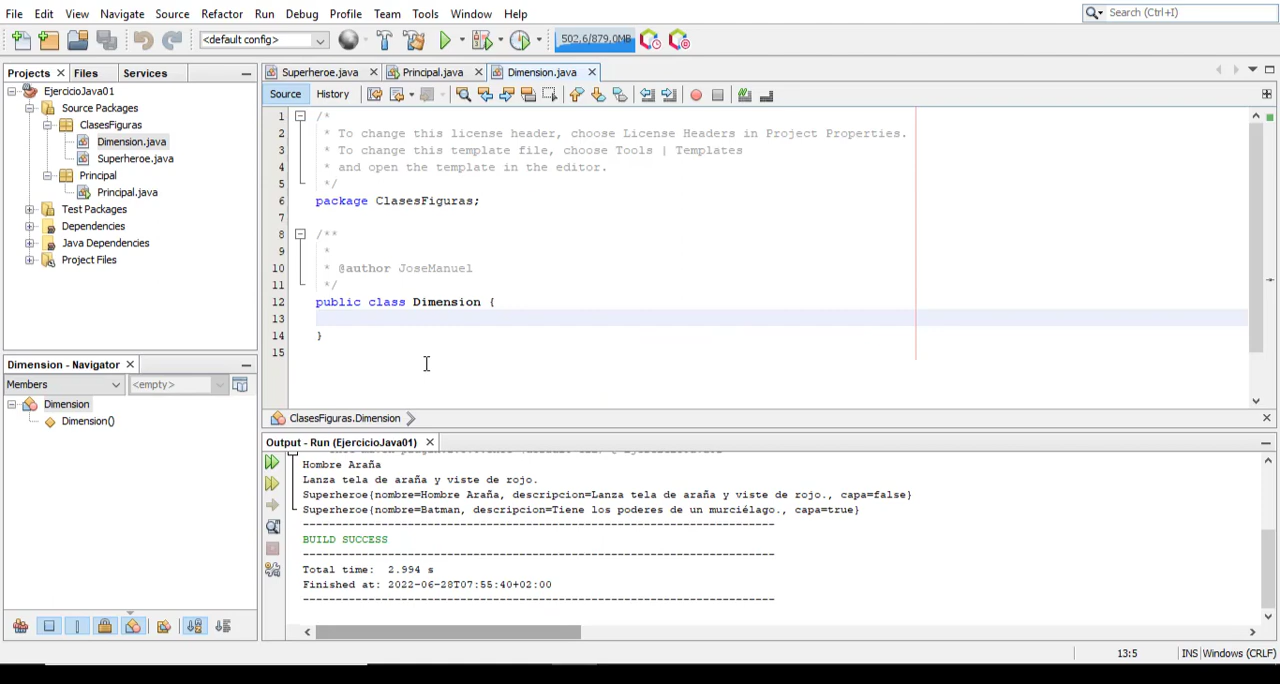 File Edit View Navigate Source Refactor Run Debug Profile Team Tools Window Help
Search (Ctrl+I)
<default config>
502.6/879.0MB
Projects Files Services
EjercicioJava01
Source Packages
ClasesFiguras
Dimension.java
Superheroe.java
Principal
Principal.java
Test Packages
Dependencies
Java Dependencies
Project Files
Dimension - Navigator
Members
<empty>
Dimension
Dimension()
Superheroe.java Principal.java Dimension.java
Source History
1 /*
2 * To change this license header, choose License Headers in Project Properties.
3 * To change this template file, choose Tools | Templates
4 * and open the template in the editor.
5 */
6 package ClasesFiguras;
7
8 /**
9 *
10 * @author JoseManuel
11 */
12 public class Dimension {
13
14 }
15
ClasesFiguras.Dimension
Output - Run (EjercicioJava01)
Hombre Araña
Lanza tela de araña y viste de rojo.
Superheroe{nombre=Hombre Araña, descripcion=Lanza tela de araña y viste de rojo., capa=false}
Superheroe{nombre=Batman, descripcion=Tiene los poderes de un murciélago., capa=true}
------------------------------------------------------------------------
BUILD SUCCESS
------------------------------------------------------------------------
Total time: 2.994 s
Finished at: 2022-06-28T07:55:40+02:00
------------------------------------------------------------------------
13:5 INS Windows (CRLF)